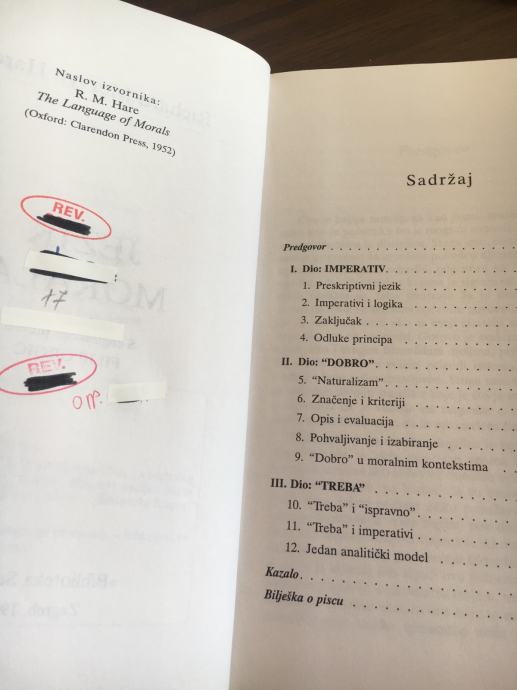 Naslov izvornika:
R. M. Hare
The Language of Morals
(Oxford: Clarendon Press, 1952)
REV.
17
REV.
opp.
Sadržaj
Predgovor . . . . . . . . . . . . . . . . . . . .
I. Dio: IMPERATIV. . . . . . . . . . . . . .
1. Preskriptivni jezik . . . . . . . . . . . .
2. Imperativi i logika . . . . . . . . . . . .
3. Zaključak . . . . . . . . . . . . . . . .
4. Odluke principa . . . . . . . . . . . . .
II. Dio: “DOBRO”. . . . . . . . . . . . . . .
5. “Naturalizam” . . . . . . . . . . . . . .
6. Značenje i kriteriji . . . . . . . . . . . .
7. Opis i evaluacija . . . . . . . . . . . . .
8. Pohvaljivanje i izabiranje . . . . . . . .
9. “Dobro” u moralnim kontekstima . . .
III. Dio: “TREBA” . . . . . . . . . . . . . . .
10. “Treba” i “ispravno”. . . . . . . . . . .
11. “Treba” i imperativi . . . . . . . . . . .
12. Jedan analitički model . . . . . . . . .
Kazalo. . . . . . . . . . . . . . . . . . . . . .
Bilješka o piscu . . . . . . . . . . . . . . . .